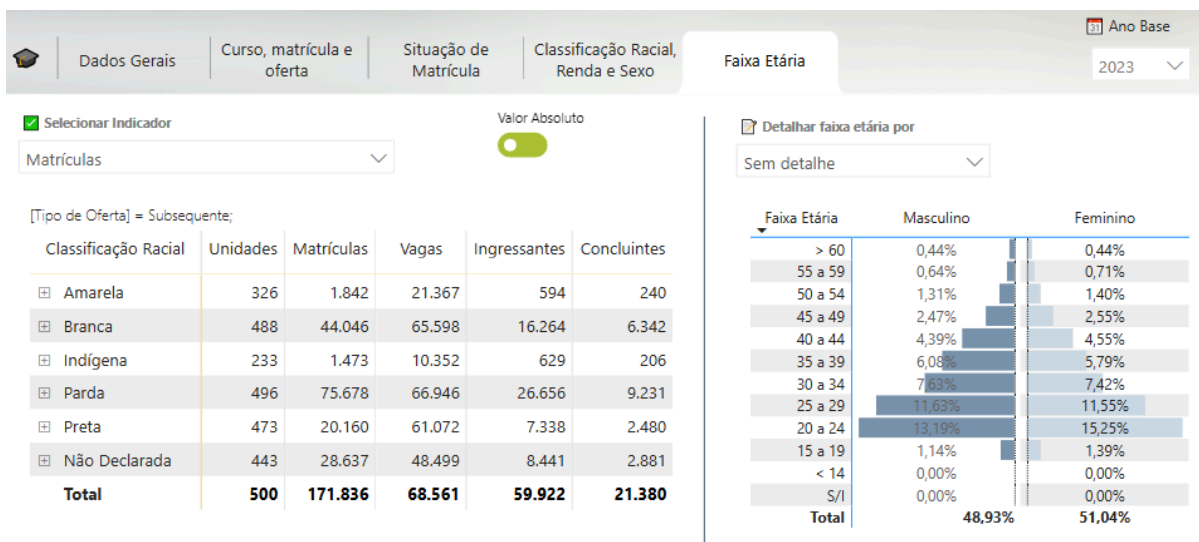 31 Ano Base
Dados Gerais
Curso, matrícula e
oferta
Situação de
Matrícula
Classificação Racial,
Renda e Sexo
Faixa Etária
2023
Selecionar Indicador
Valor Absoluto
Matrículas
[Tipo de Oferta] = Subsequente;
Classificação Racial Unidades Matrículas Vagas Ingressantes Concluintes
Amarela 326 1.842 21.367 594 240
Branca 488 44.046 65.598 16.264 6.342
Indígena 233 1.473 10.352 629 206
Parda 496 75.678 66.946 26.656 9.231
Preta 473 20.160 61.072 7.338 2.480
Não Declarada 443 28.637 48.499 8.441 2.881
Total 500 171.836 68.561 59.922 21.380
Detalhar faixa etária por
Sem detalhe
Faixa Etária Masculino Feminino
> 60 0,44% 0,44%
55 a 59 0,64% 0,71%
50 a 54 1,31% 1,40%
45 a 49 2,47% 2,55%
40 a 44 4,39% 4,55%
35 a 39 6,08% 5,79%
30 a 34 7,63% 7,42%
25 a 29 11,63% 11,55%
20 a 24 13,19% 15,25%
15 a 19 1,14% 1,39%
< 14 0,00% 0,00%
S/I 0,00% 0,00%
Total 48,93% 51,04%